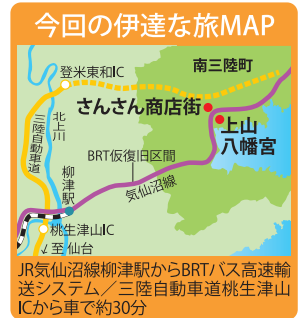 今回の伊達な旅MAP
登米東和IC
南三陸町
さんさん商店街
上山
八幡宮
北上川
三陸自動車道
BRT仮復旧区間
柳津駅
気仙沼線
桃生津山IC
至仙台
JR気仙沼線柳津駅からBRTバス高速輸
送システム／三陸自動車道桃生津山
ICから車で約30分